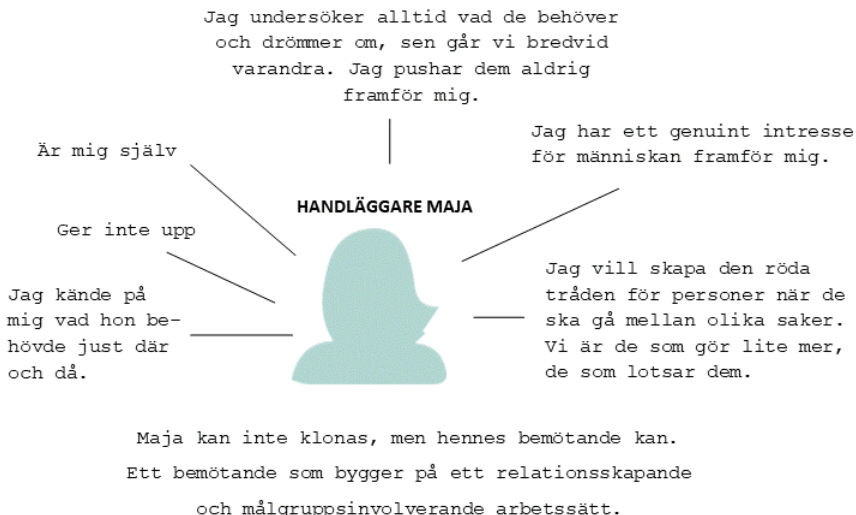 Jag undersöker alltid vad de behöver
och drömmer om, sen går vi bredvid
varandra. Jag pushar dem aldrig
framför mig.
Jag har ett genuint intresse
för människan framför mig.
Är mig själv
HANDLÄGGARE MAJA
Ger inte upp
Jag vill skapa den röda
tråden för personer när de
ska gå mellan olika saker.
Vi är de som gör lite mer,
de som lotsar dem.
Jag kände på
mig vad hon be-
hövde just där
och då.
Maja kan inte klonas, men hennes bemötande kan.
Ett bemötande som bygger på ett relationsskapande
och målgruppsinvolverande arbetssätt.